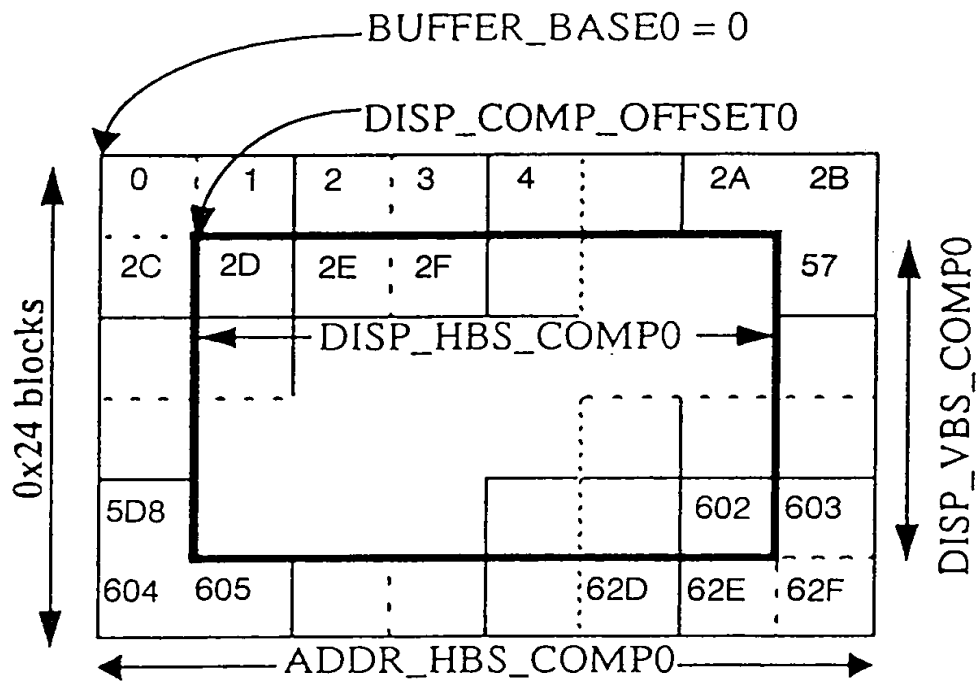 BUFFER_BASE0 = 0
DISP_COMP_OFFSET0
0 1 2 3 4 2A 2B
2C 2D 2E 2F 57
DISP_HBS_COMP0
5D8 602 603
604 605 62D 62E 62F
ADDR_HBS_COMP0
0x24 blocks
DISP_VBS_COMP0